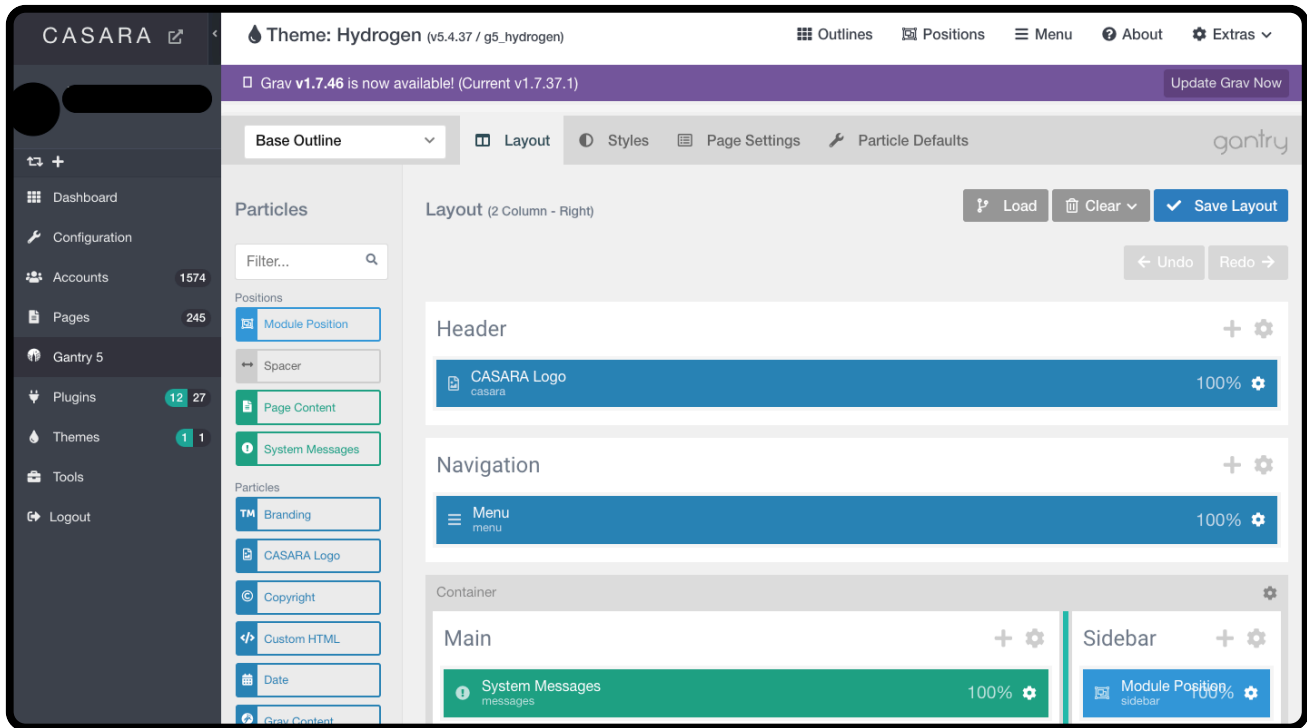 CASARA
Theme: Hydrogen (v5.4.37 / g5_hydrogen)
Outlines
Positions
Menu
About
Extras
Grav v1.7.46 is now available! (Current v1.7.37.1)
Update Grav Now
Base Outline
Layout
Styles
Page Settings
Particle Defaults
gantry
Dashboard
Configuration
Accounts 1574
Pages 245
Gantry 5
Plugins 12 27
Themes 1 1
Tools
Logout
Particles
Filter...
Positions
Module Position
Spacer
Page Content
System Messages
Particles
TM Branding
CASARA Logo
Copyright
Custom HTML
Date
Grav Content
Layout (2 Column - Right)
Load
Clear
Save Layout
Undo
Redo
Header
CASARA Logo
casara
100%
Navigation
Menu
menu
100%
Container
Main
System Messages
messages
100%
Sidebar
Module Position
sidebar
100%